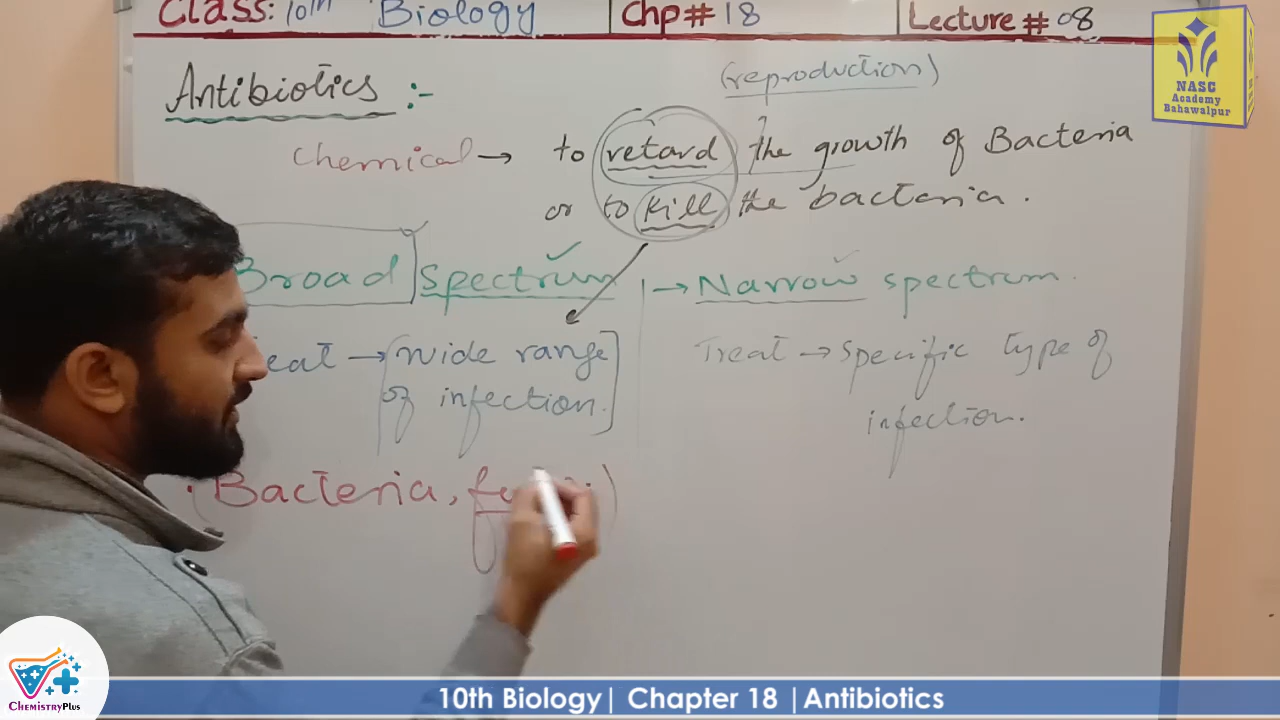 Class: 10th Biology Chp # 18 Lecture # 08
NASC
Academy
Bahawalpur
Antibiotics :-
(reproduction)
Chemical → to retard the growth of Bacteria
or to kill the bacteria.
Broad spectrum → Narrow spectrum.
→ wide range
of infection.
Treat → specific type of
infection.
(Bacteria,
ChemistryPlus
10th Biology | Chapter 18 | Antibiotics